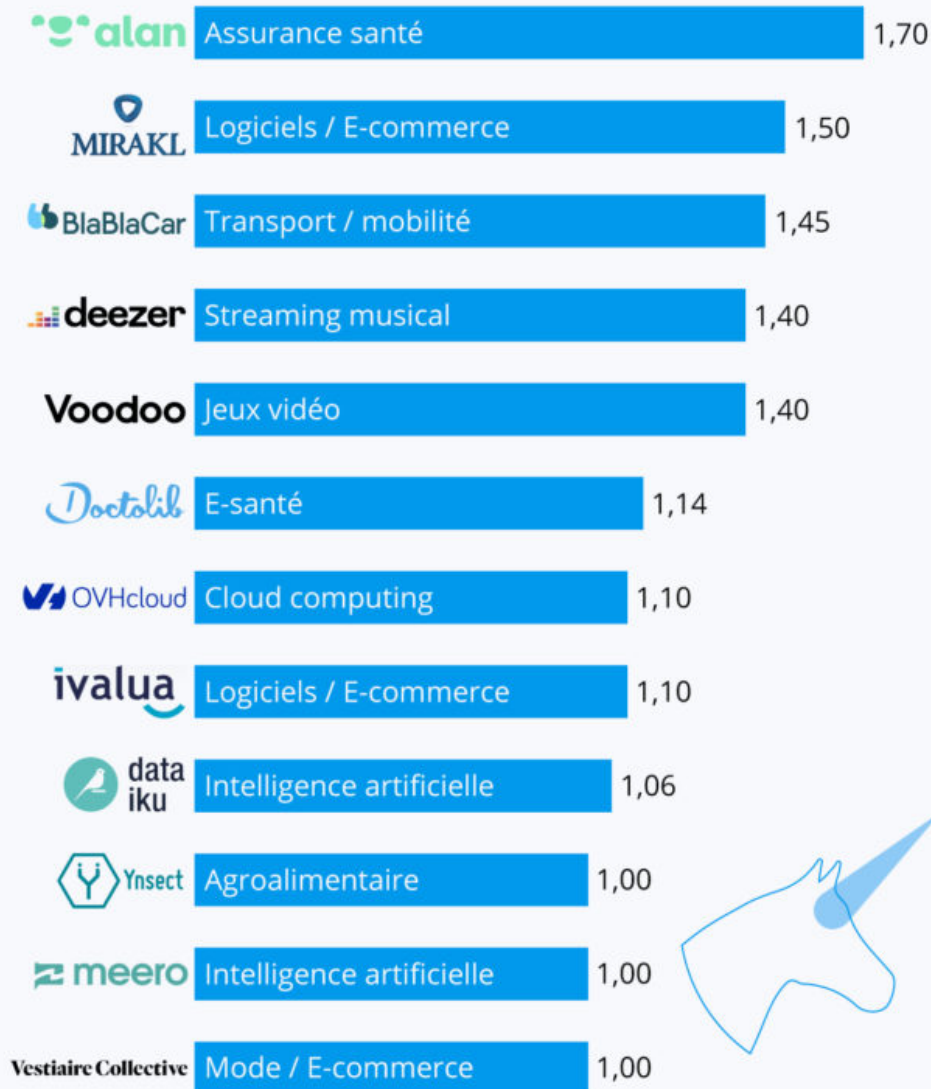 alan Assurance santé 1,70
MIRAKL Logiciels / E-commerce 1,50
BlaBlaCar Transport / mobilité 1,45
deezer Streaming musical 1,40
Voodoo Jeux vidéo 1,40
Doctolib E-santé 1,14
OVHcloud Cloud computing 1,10
ivalua Logiciels / E-commerce 1,10
data
iku Intelligence artificielle 1,06
Ynsect Agroalimentaire 1,00
meero Intelligence artificielle 1,00
Vestiaire Collective Mode / E-commerce 1,00